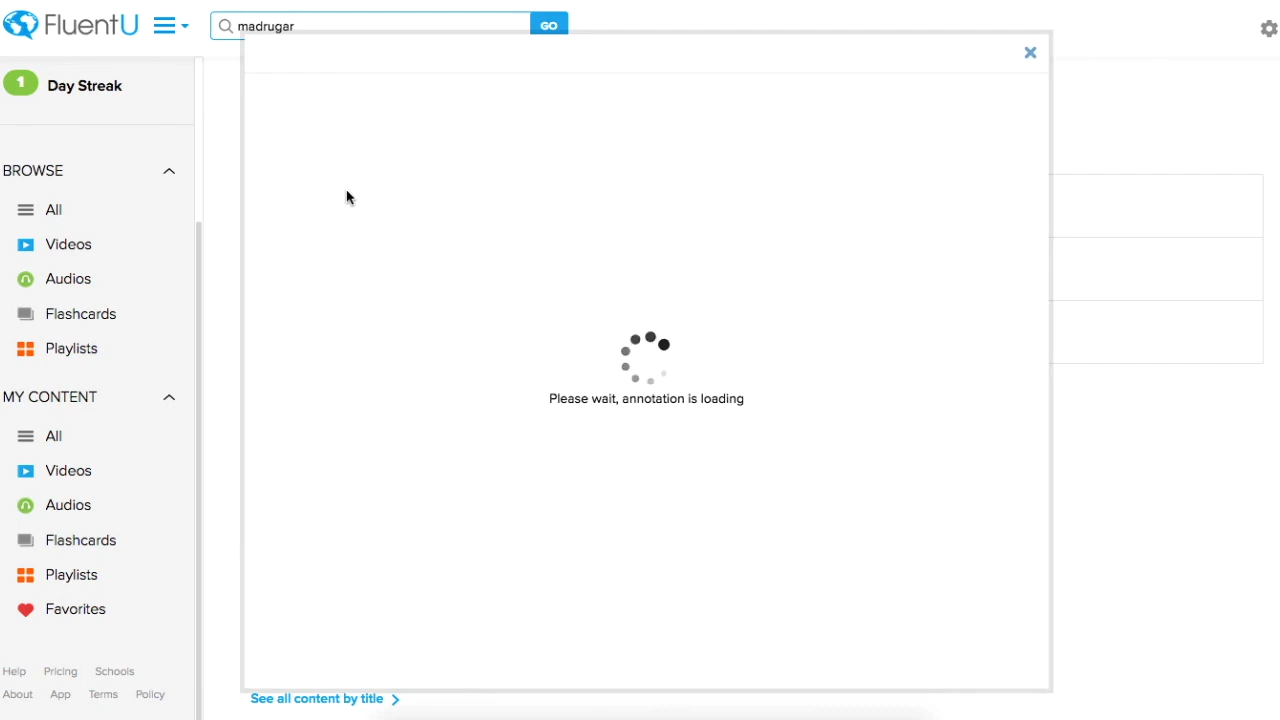 FluentU
madrugar
GO
1 Day Streak
BROWSE
All
Videos
Audios
Flashcards
Playlists
MY CONTENT
All
Videos
Audios
Flashcards
Playlists
Favorites
Help Pricing Schools
About App Terms Policy
Please wait, annotation is loading
See all content by title